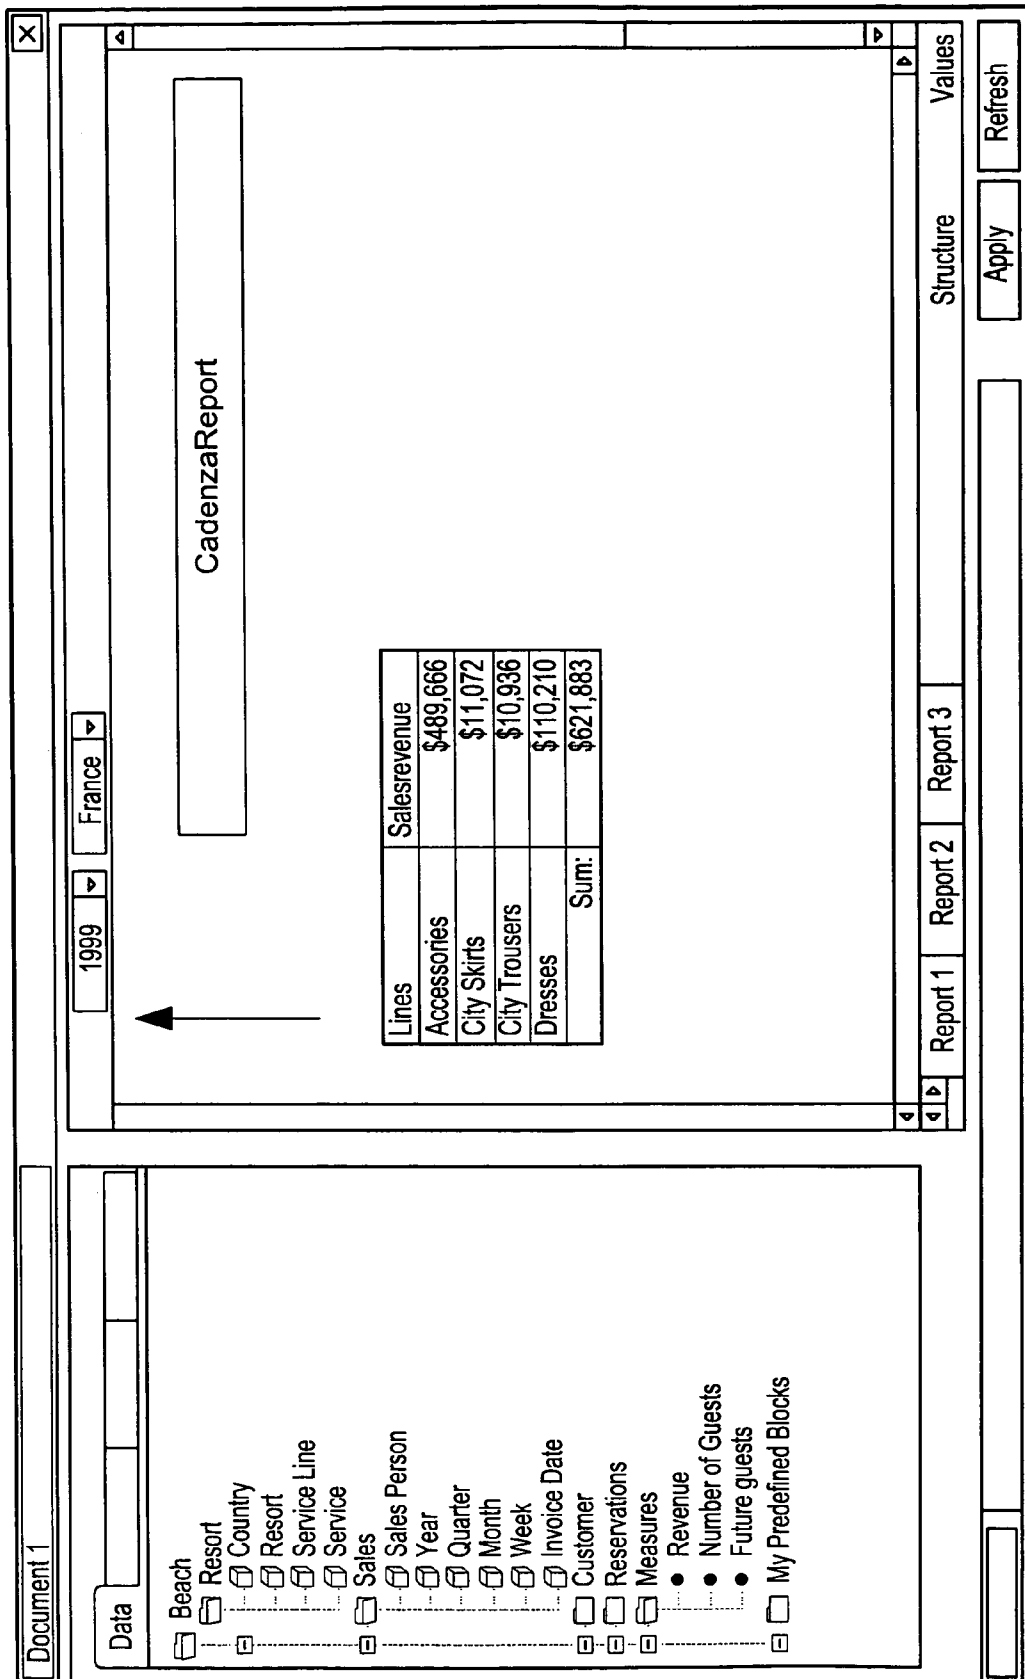 Document 1
Data
Beach
Resort
Country
Resort
Service Line
Service
Sales
Sales Person
Year
Quarter
Month
Week
Invoice Date
Customer
Reservations
Measures
Revenue
Number of Guests
Future guests
My Predefined Blocks
1999 France
CadenzaReport
Lines Salesrevenue
Accessories $489,666
City Skirts $11,072
City Trousers $10,936
Dresses $110,210
Sum: $621,883
Report 1 Report 2 Report 3 Structure Values
Apply Refresh